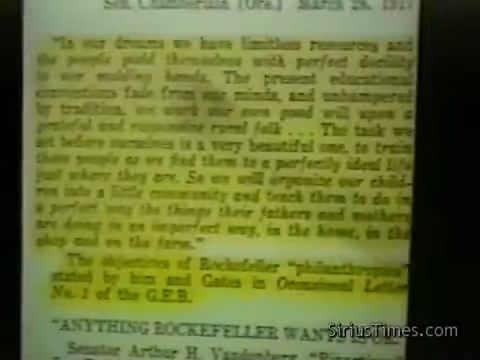 Sen. Chamberlain (Ore.) March 26, 1917
"In our dreams we have limitless resources and
the people yield themselves with perfect docility
to our molding hands. The present educational
conventions fade from our minds, and unhampered
by tradition, we work our own good will upon a
grateful and responsive rural folk . . . The task we
set before ourselves is a very beautiful one, to train
these people as we find them to a perfectly ideal life
just where they are. So we will organize our child-
ren into a little community and teach them to do in
a perfect way the things their fathers and mothers
are doing in an imperfect way, in the home, in the
shop and on the farm."
The objectives of Rockefeller "philanthropies"
stated by him and Gates in Occasional Letter
No. 1 of the G.E.B.
"ANYTHING ROCKEFELLER WANTS
Senator Arthur H. Vandenberg,
SiriusTimes.com